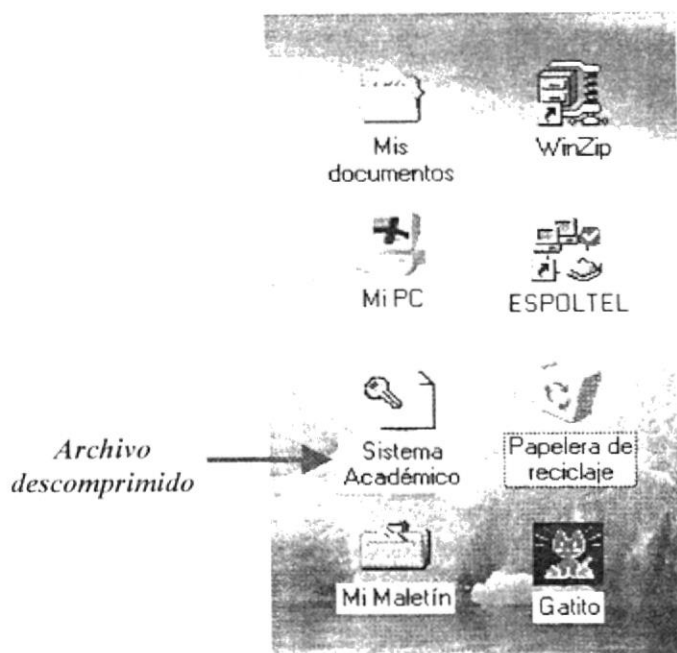 Mis
documentos
WinZip
Mi PC
ESPOLTEL
Archivo
descomprimido
Sistema
Académico
Papelera de
reciclaje
Mi Maletín
Gatito